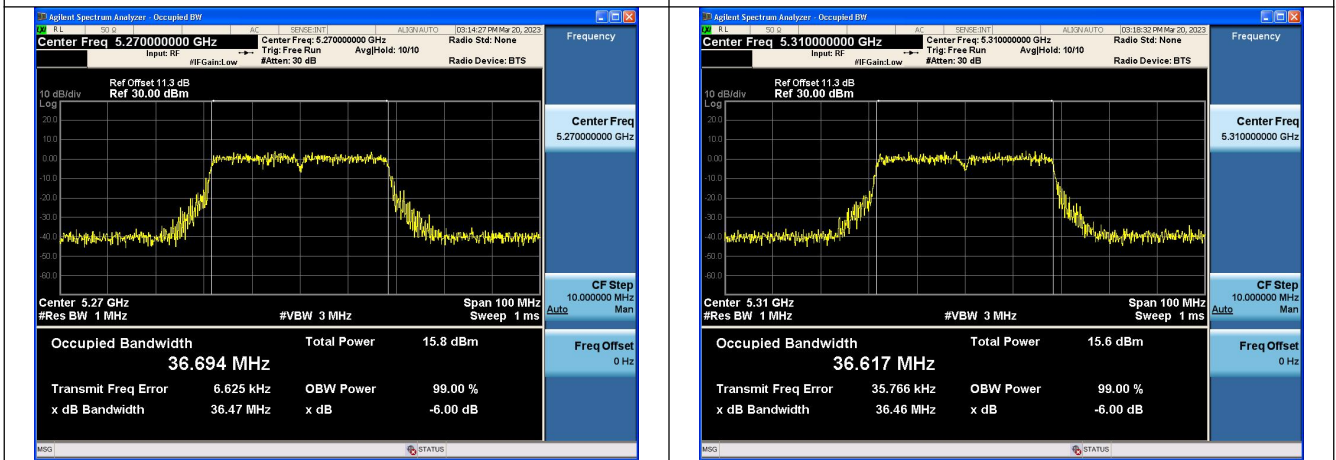 Agilent Spectrum Analyzer - Occupied BW
RL 50 Ω AC SENSE:INT ALIGN AUTO 03:14:27 PM Mar 20, 2023
Center Freq 5.270000000 GHz
Center Freq: 5.270000000 GHz
Radio Std: None
Input: RF
Trig: Free Run Avg|Hold: 10/10
#IFGain:Low
#Atten: 30 dB
Radio Device: BTS
Ref Offset 11.3 dB
10 dB/div Ref 30.00 dBm
Log
20.0
10.0
0.00
-10.0
-20.0
-30.0
-40.0
-50.0
-60.0
Center 5.27 GHz Span 100 MHz
#Res BW 1 MHz #VBW 3 MHz Sweep 1 ms
Occupied Bandwidth Total Power 15.8 dBm
36.694 MHz
Transmit Freq Error 6.625 kHz OBW Power 99.00 %
x dB Bandwidth 36.47 MHz x dB -6.00 dB
MSG STATUS
Frequency
Center Freq
5.270000000 GHz
CF Step
10.000000 MHz
Auto Man
Freq Offset
0 Hz
Agilent Spectrum Analyzer - Occupied BW
RL 50 Ω AC SENSE:INT ALIGN AUTO 03:18:32 PM Mar 20, 2023
Center Freq 5.310000000 GHz
Center Freq: 5.310000000 GHz
Radio Std: None
Input: RF
Trig: Free Run Avg|Hold: 10/10
#IFGain:Low
#Atten: 30 dB
Radio Device: BTS
Ref Offset 11.3 dB
10 dB/div Ref 30.00 dBm
Log
20.0
10.0
0.00
-10.0
-20.0
-30.0
-40.0
-50.0
-60.0
Center 5.31 GHz Span 100 MHz
#Res BW 1 MHz #VBW 3 MHz Sweep 1 ms
Occupied Bandwidth Total Power 15.6 dBm
36.617 MHz
Transmit Freq Error 35.766 kHz OBW Power 99.00 %
x dB Bandwidth 36.46 MHz x dB -6.00 dB
MSG STATUS
Frequency
Center Freq
5.310000000 GHz
CF Step
10.000000 MHz
Auto Man
Freq Offset
0 Hz